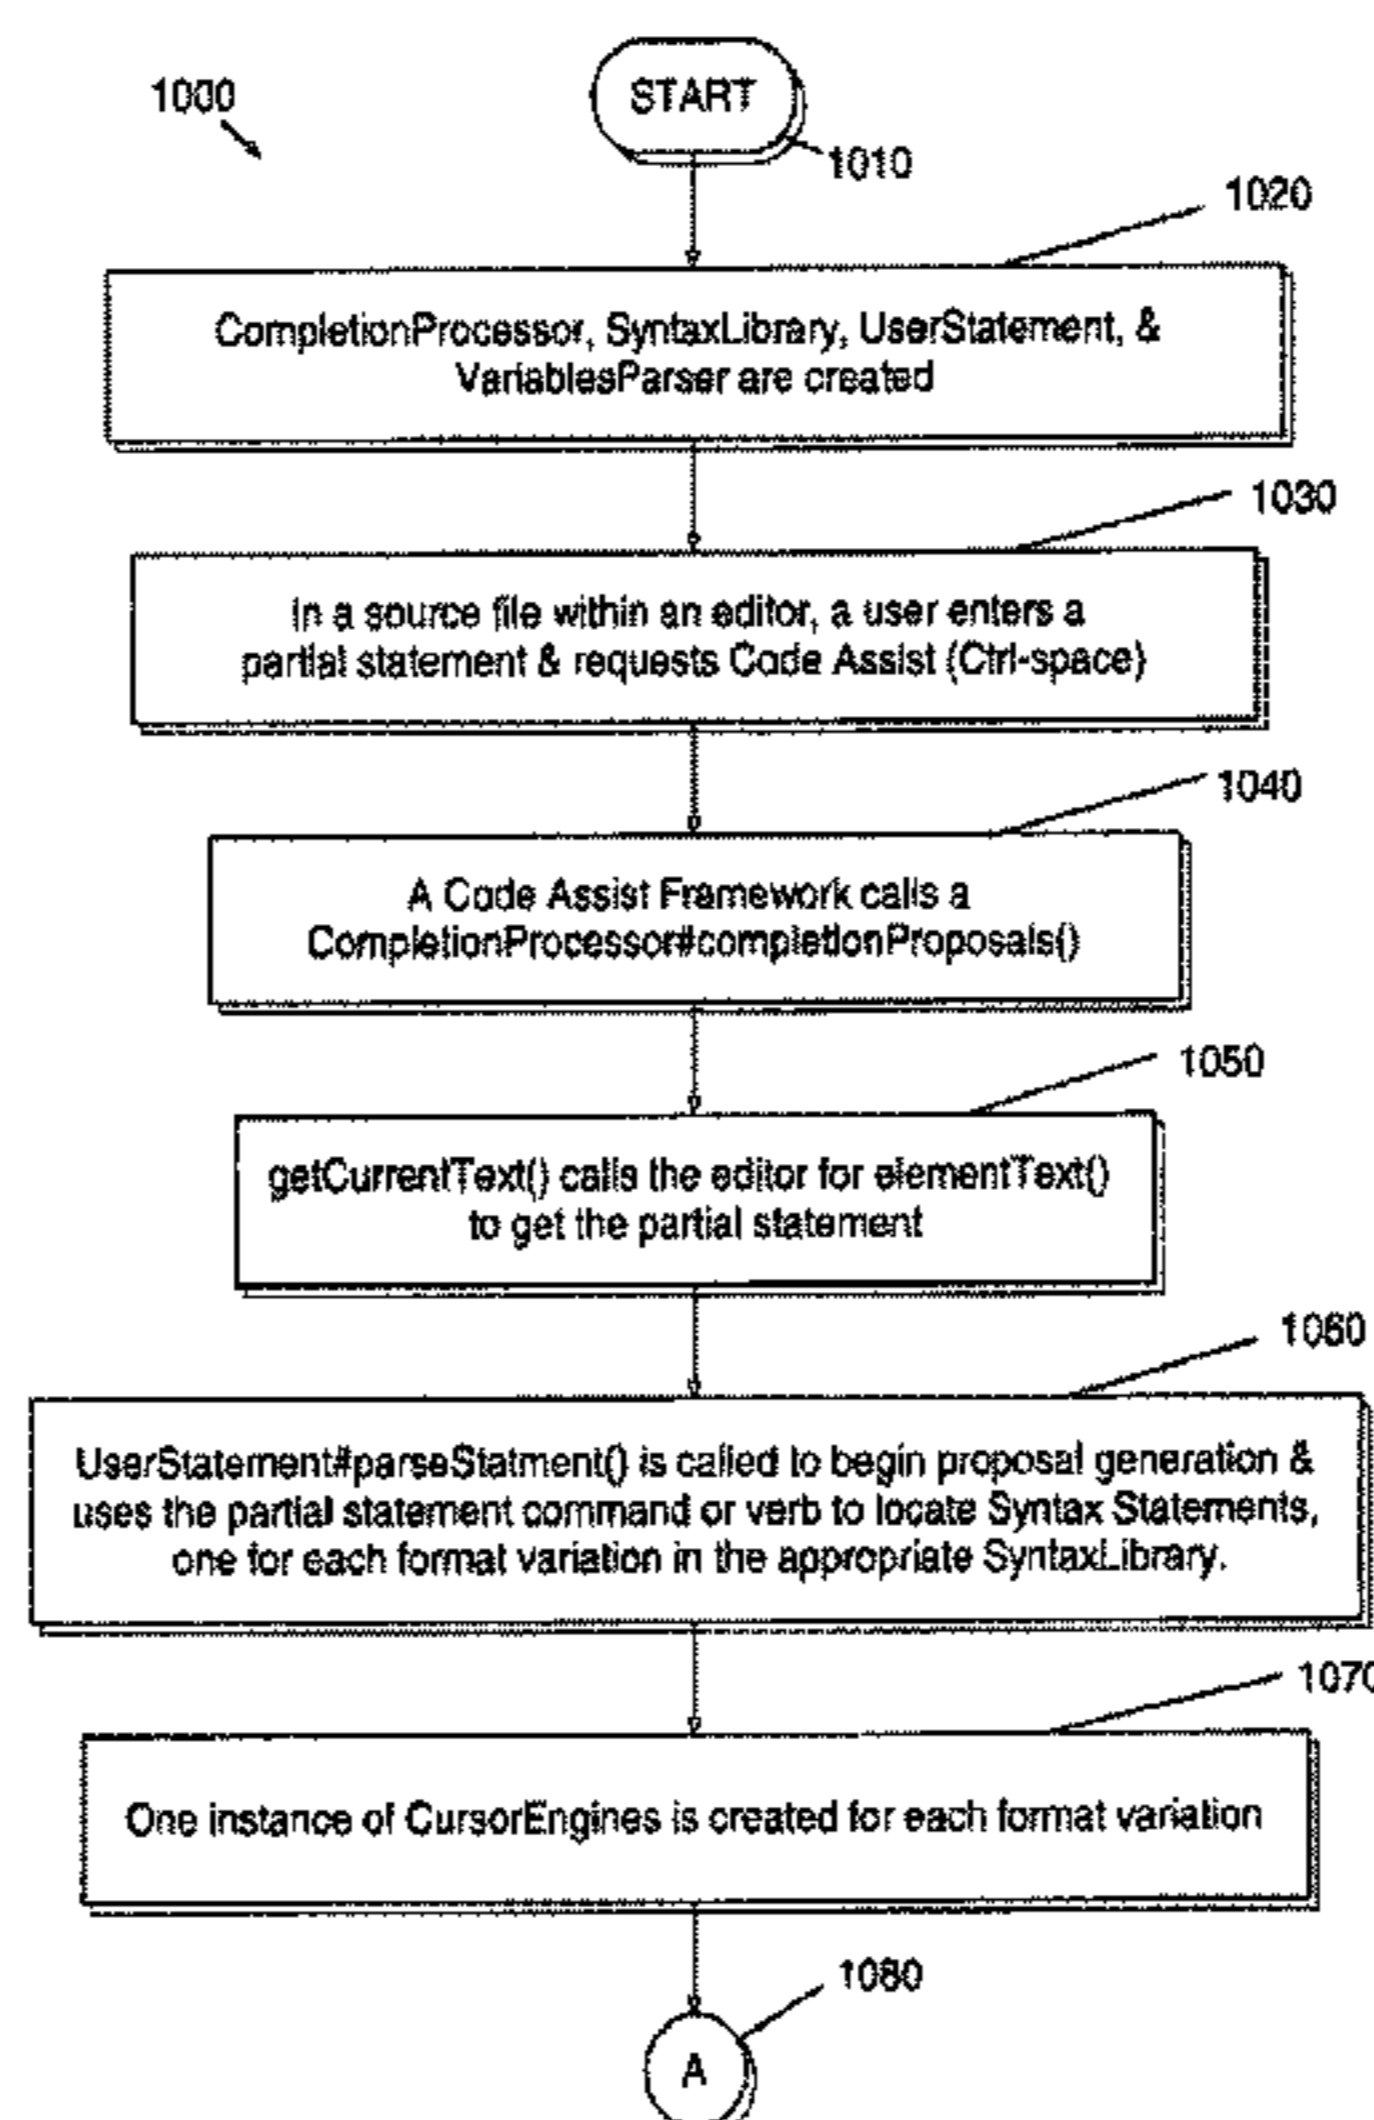 1000
START
1010
1020
CompletionProcessor, SyntaxLibrary, UserStatement, &
VariablesParser are created
1030
In a source file within an editor, a user enters a
partial statement & requests Code Assist (Ctrl-space)
1040
A Code Assist Framework calls a
CompletionProcessor#completionProposals()
1050
getCurrentText() calls the editor for elementText()
to get the partial statement
1060
UserStatement#parseStatment() is called to begin proposal generation &
uses the partial statement command or verb to locate Syntax Statements,
one for each format variation in the appropriate SyntaxLibrary.
1070
One instance of CursorEngines is created for each format variation
1080
A